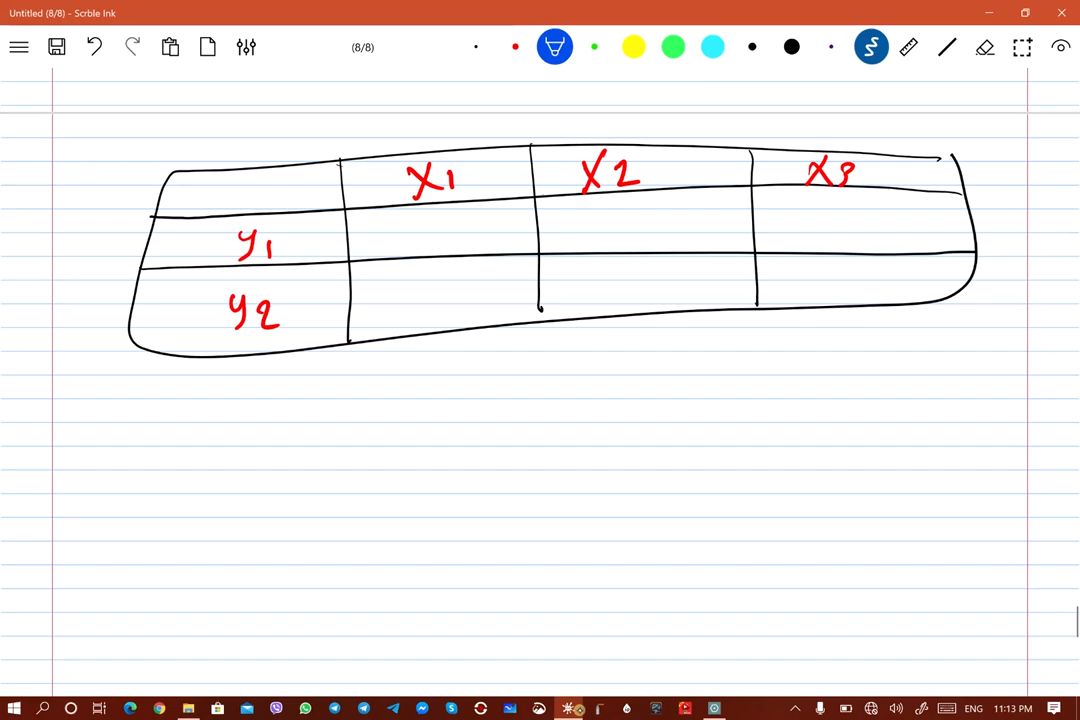 Untitled (8/8) - Scrble Ink
(8/8)
X1 X2 X3
y1
y2
ENG 11:13 PM